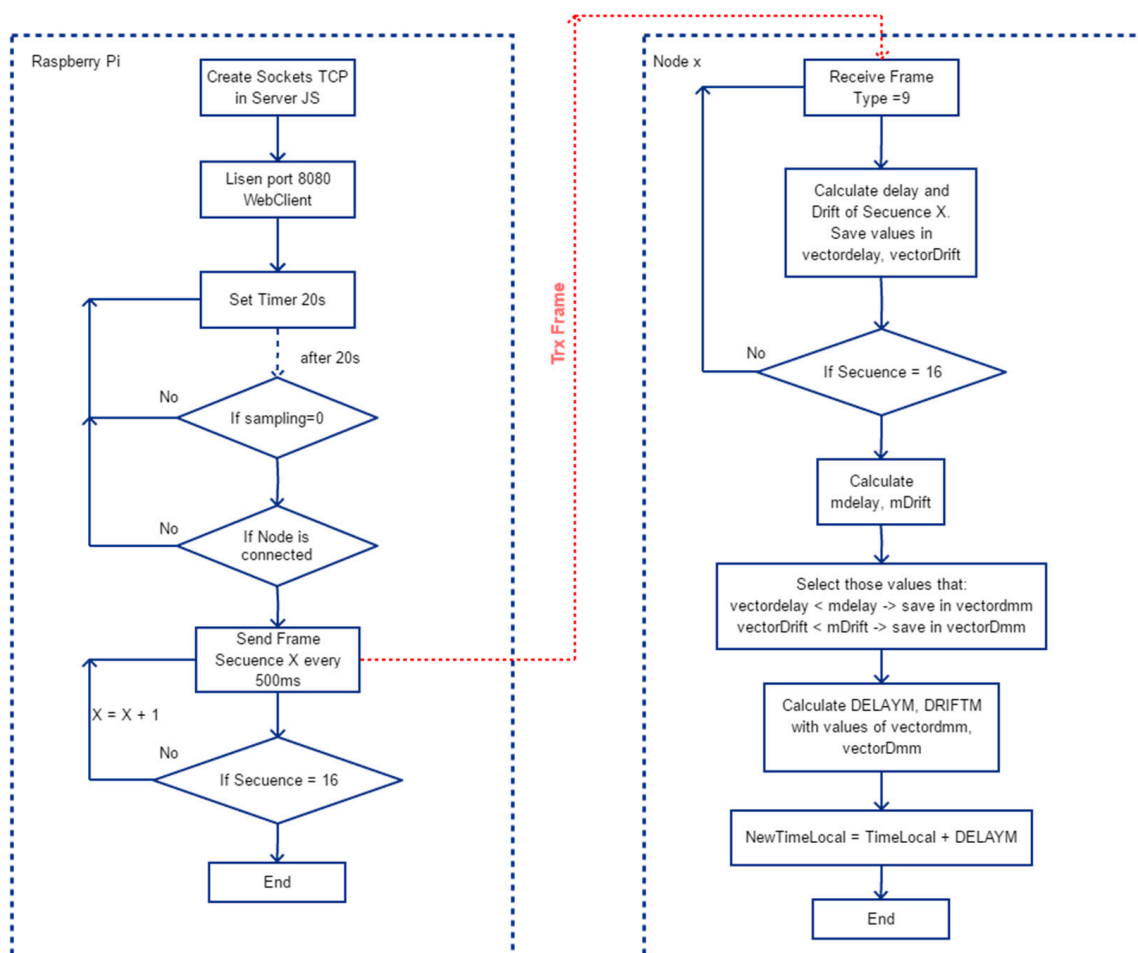 Raspberry Pi
Create Sockets TCP
in Server JS
Lisen port 8080
WebClient
Set Timer 20s
after 20s
No
If sampling=0
No
If Node is
connected
Send Frame
Secuence X every
500ms
X = X + 1
No
If Secuence = 16
End
Trx Frame
Node x
Receive Frame
Type =9
Calculate delay and
Drift of Secuence X.
Save values in
vectordelay, vectorDrift
No
If Secuence = 16
Calculate
mdelay, mDrift
Select those values that:
vectordelay < mdelay -> save in vectordmm
vectorDrift < mDrift -> save in vectorDmm
Calculate DELAYM, DRIFTM
with values of vectordmm,
vectorDmm
NewTimeLocal = TimeLocal + DELAYM
End